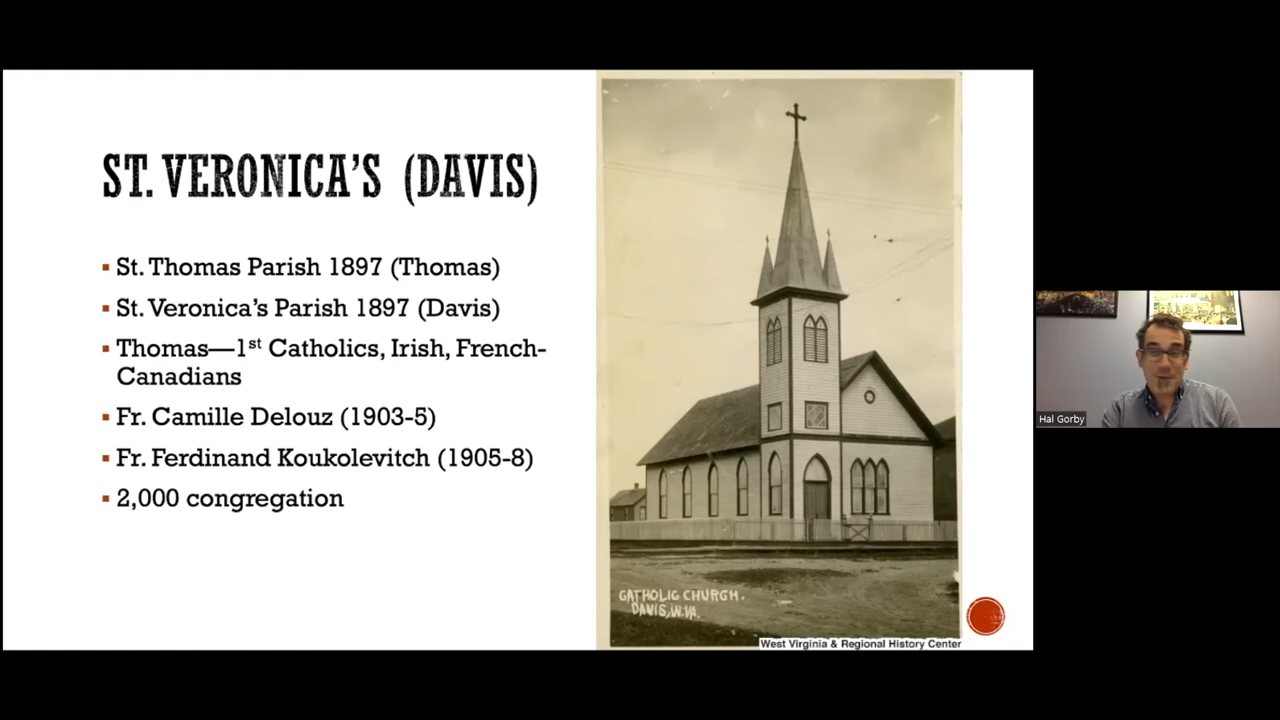 ST. VERONICA'S (DAVIS)
▪ St. Thomas Parish 1897 (Thomas)
▪ St. Veronica's Parish 1897 (Davis)
▪ Thomas—1st Catholics, Irish, French-
Canadians
▪ Fr. Camille Delouz (1903-5)
▪ Fr. Ferdinand Koukolevitch (1905-8)
▪ 2,000 congregation
CATHOLIC CHURCH.
DAVIS, W.VA.
West Virginia & Regional History Center
Hal Gorby